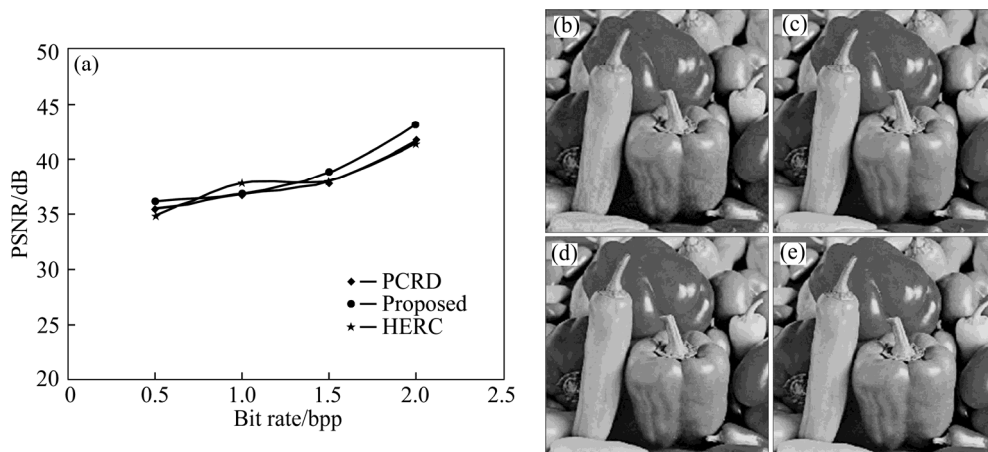 (a)
50
45
40
35
30
25
20
0
0.5
1.0
1.5
2.0
2.5
PSNR/dB
Bit rate/bpp
PCRD
Proposed
HERC
(b)
(c)
(d)
(e)